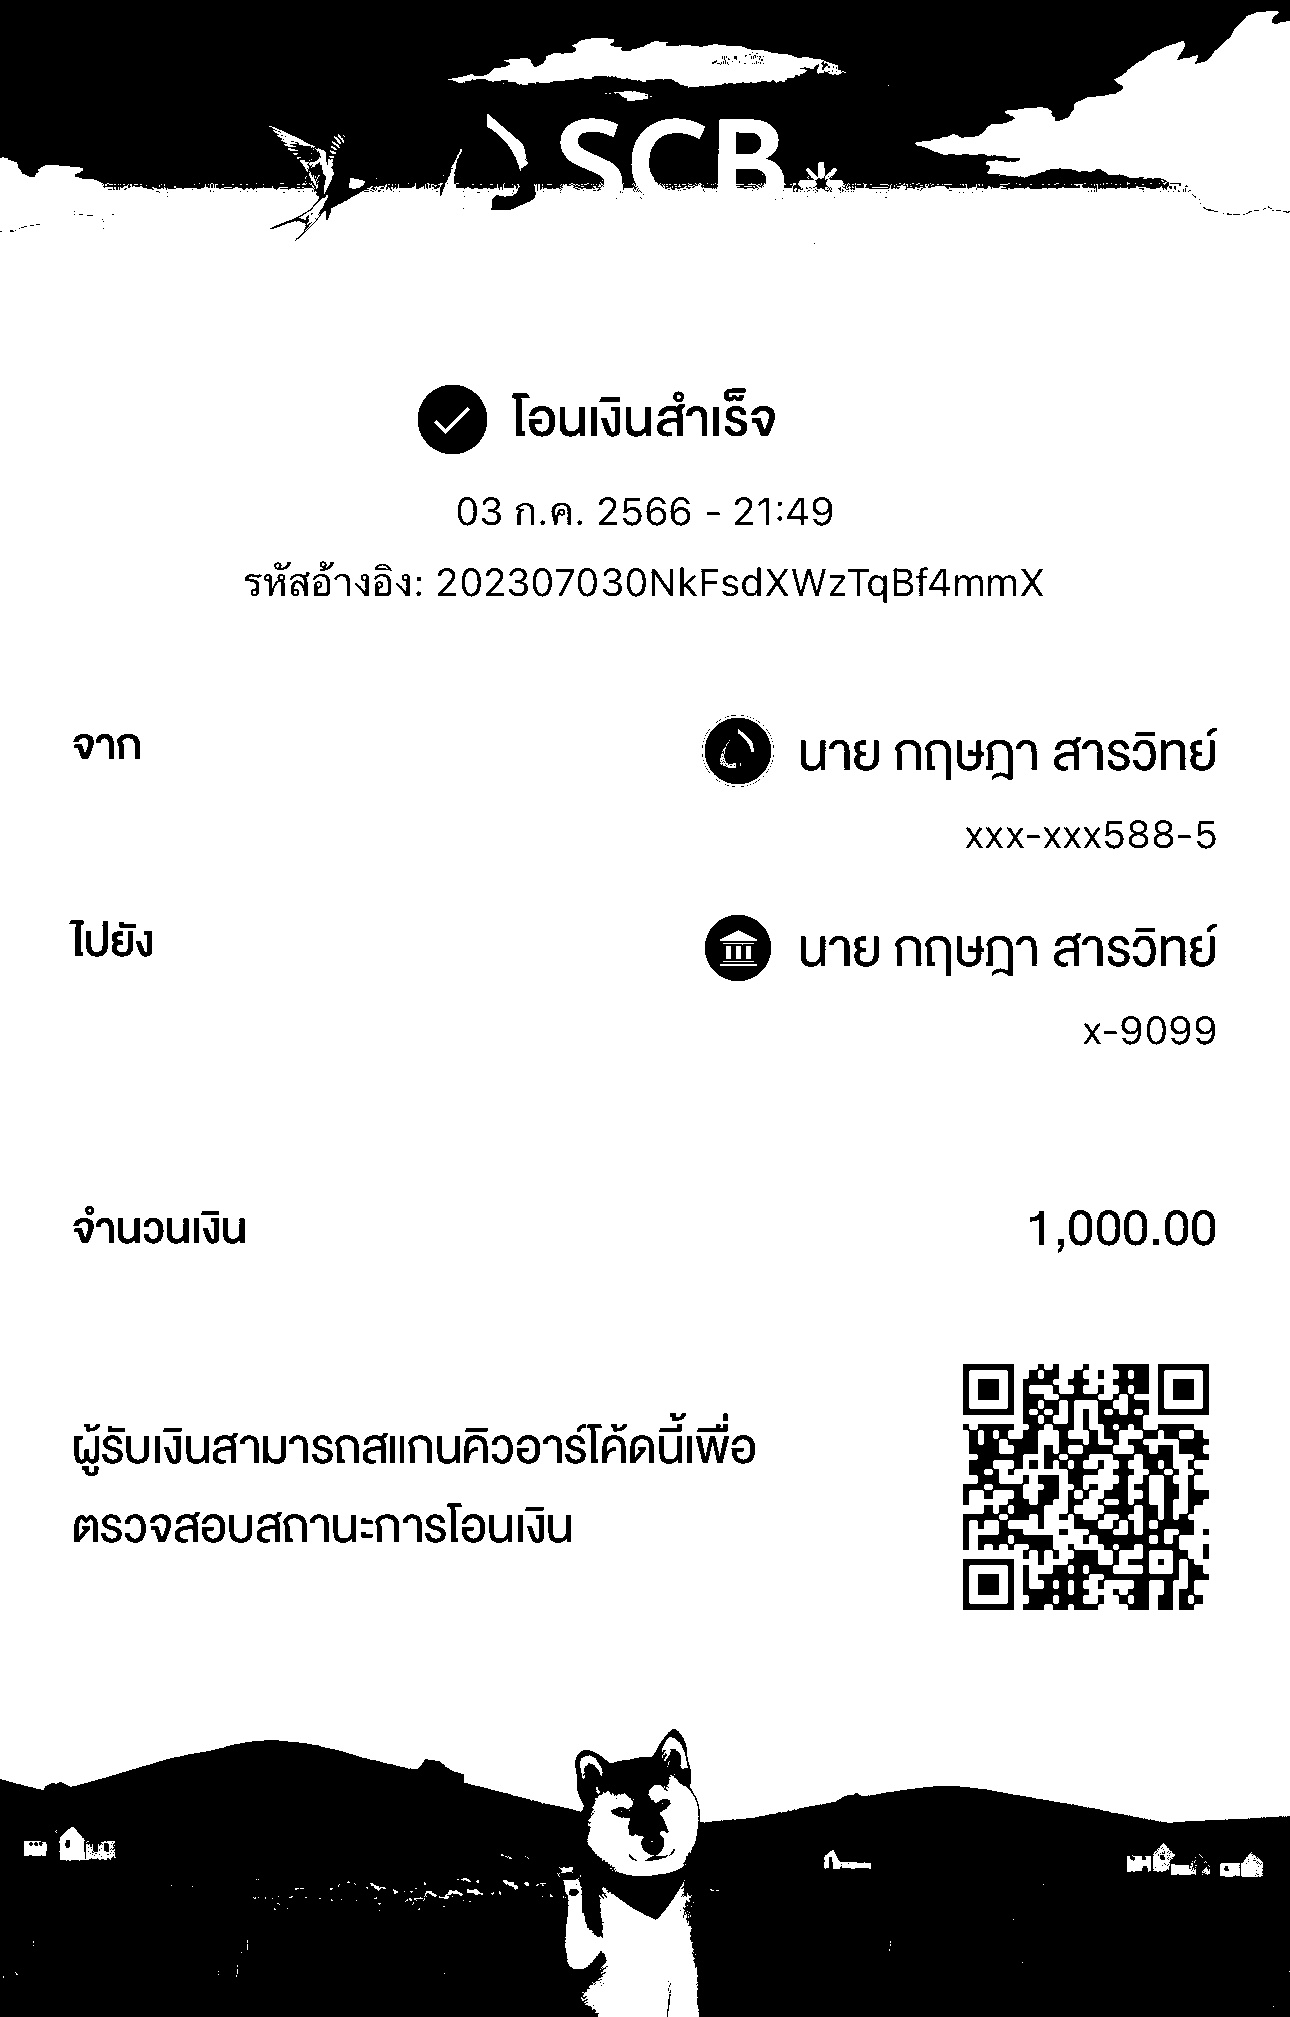 SCB
โอนเงินสำเร็จ
03 ก.ค. 2566 - 21:49
รหัสอ้างอิง: 202307030NkFsdXWzTqBf4mmX
จาก นาย กฤษฎา สารวิทย์
xxx-xxx588-5
ไปยัง นาย กฤษฎา สารวิทย์
x-9099
จำนวนเงิน 1,000.00
ผู้รับเงินสามารถสแกนคิวอาร์โค้ดนี้เพื่อ
ตรวจสอบสถานะการโอนเงิน